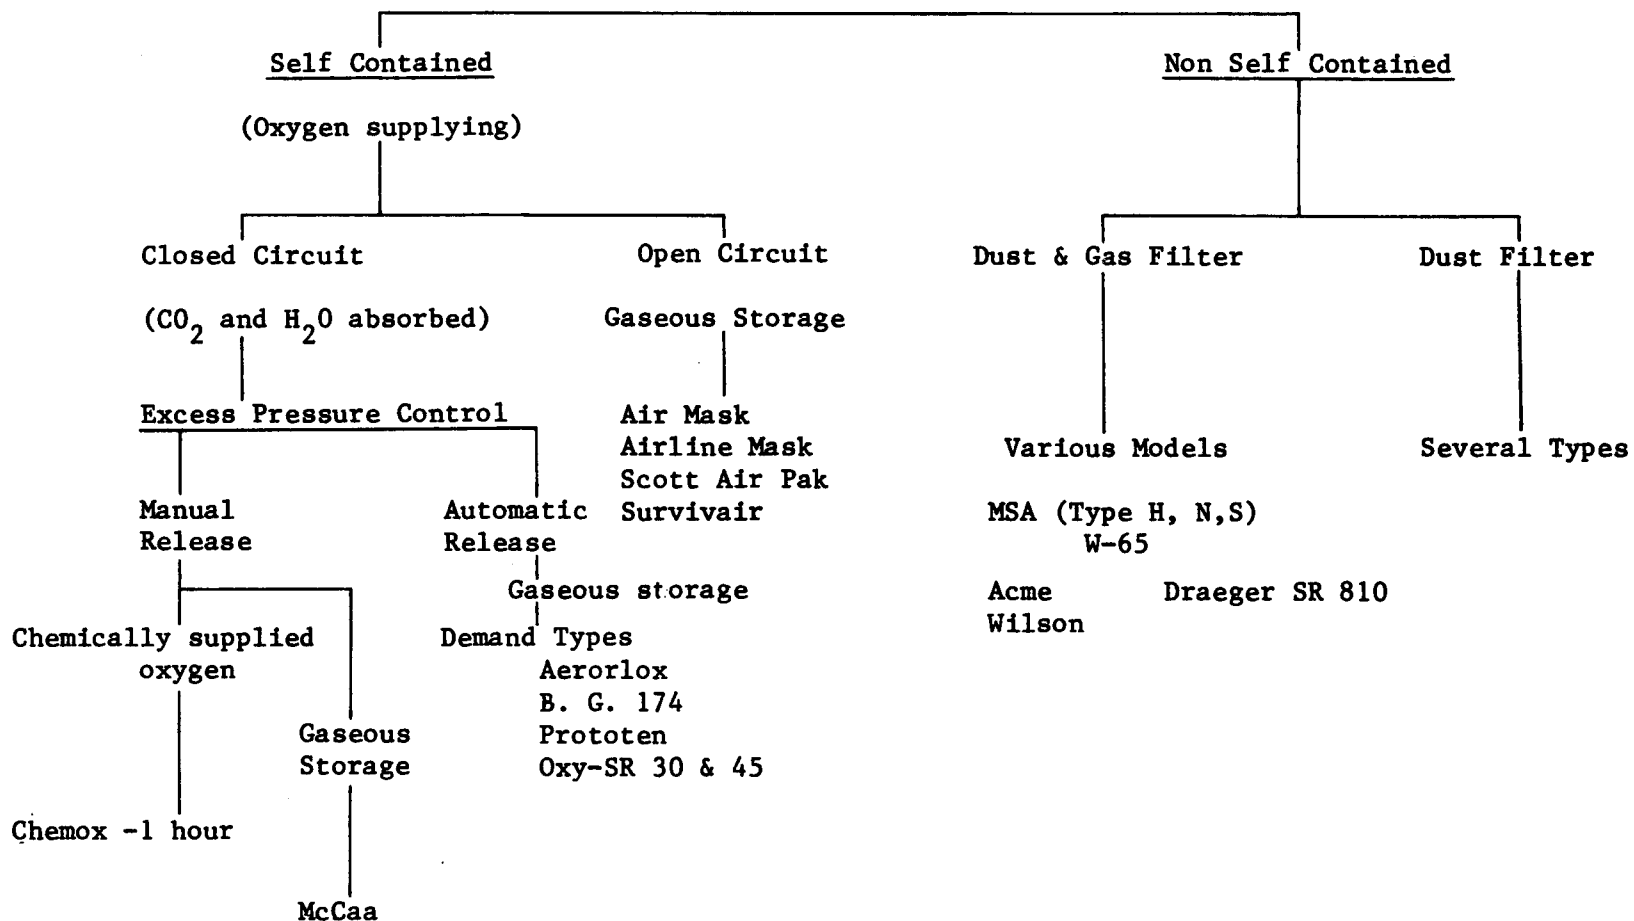 Self Contained
Non Self Contained
(Oxygen supplying)
Closed Circuit
Open Circuit
Dust & Gas Filter
Dust Filter
(CO2 and H2O absorbed)
Gaseous Storage
Excess Pressure Control
Air Mask
Airline Mask
Scott Air Pak
Survivair
Various Models
Several Types
Manual
Release
Automatic
Release
MSA (Type H, N,S)
W-65
Gaseous storage
Acme
Draeger SR 810
Wilson
Chemically supplied
oxygen
Demand Types
Aerorlox
B. G. 174
Prototen
Oxy-SR 30 & 45
Gaseous
Storage
Chemox -1 hour
McCaa